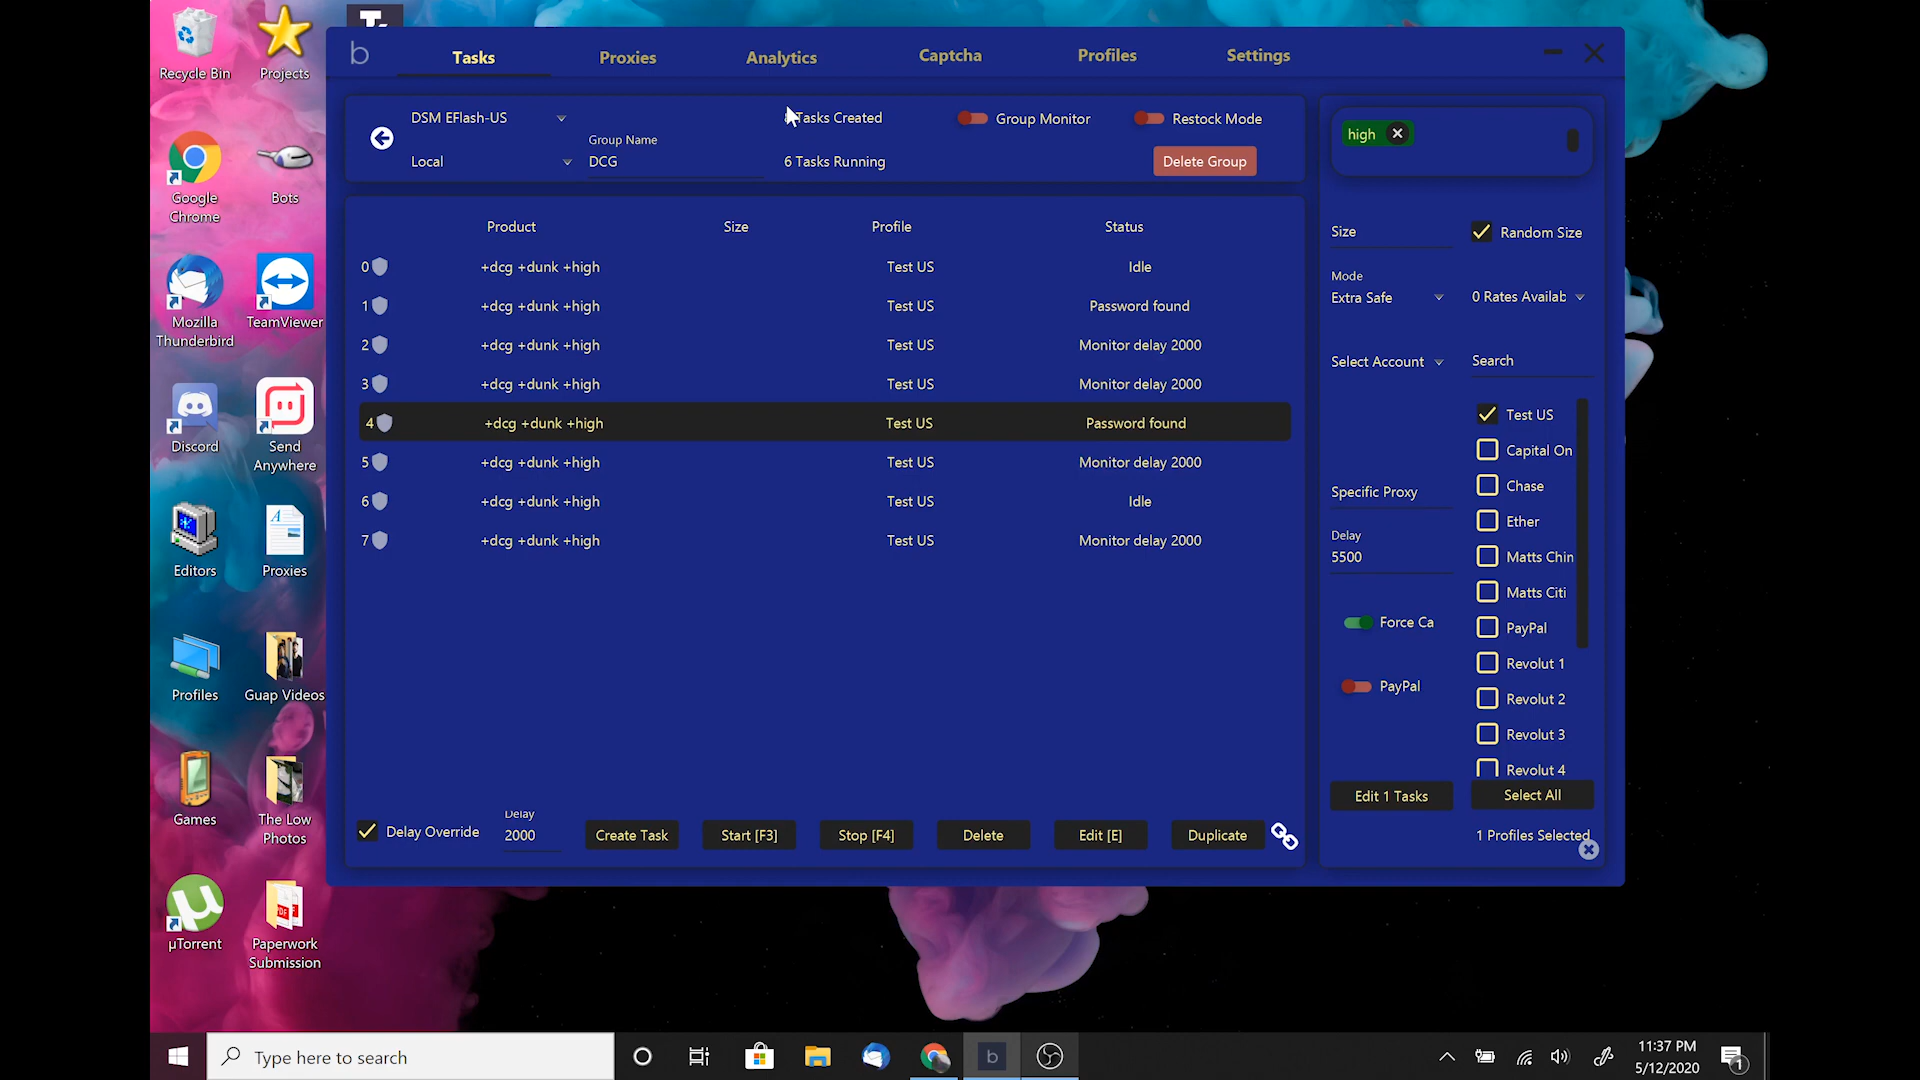 Recycle Bin
Projects
Google
Chrome
Bots
Mozilla
Thunderbird
TeamViewer
Discord
Send
Anywhere
Editors
Proxies
Profiles
Guap Videos
Games
The Low
Photos
µTorrent
Paperwork
Submission
b
Tasks
Proxies
Analytics
Captcha
Profiles
Settings
DSM EFlash-US
Tasks Created
Group Monitor
Restock Mode
Group Name
Local
DCG
6 Tasks Running
Delete Group
Product
Size
Profile
Status
0 +dcg +dunk +high Test US Idle
1 +dcg +dunk +high Test US Password found
2 +dcg +dunk +high Test US Monitor delay 2000
3 +dcg +dunk +high Test US Monitor delay 2000
4 +dcg +dunk +high Test US Password found
5 +dcg +dunk +high Test US Monitor delay 2000
6 +dcg +dunk +high Test US Idle
7 +dcg +dunk +high Test US Monitor delay 2000
Delay Override
Delay
2000
Create Task
Start [F3]
Stop [F4]
Delete
Edit [E]
Duplicate
high
Size
Random Size
Mode
Extra Safe
0 Rates Availab
Select Account
Search
Specific Proxy
Delay
5500
Force Ca
PayPal
Test US
Capital On
Chase
Ether
Matts Chin
Matts Citi
PayPal
Revolut 1
Revolut 2
Revolut 3
Revolut 4
Edit 1 Tasks
Select All
1 Profiles Selected
Type here to search
b
11:37 PM
5/12/2020
1